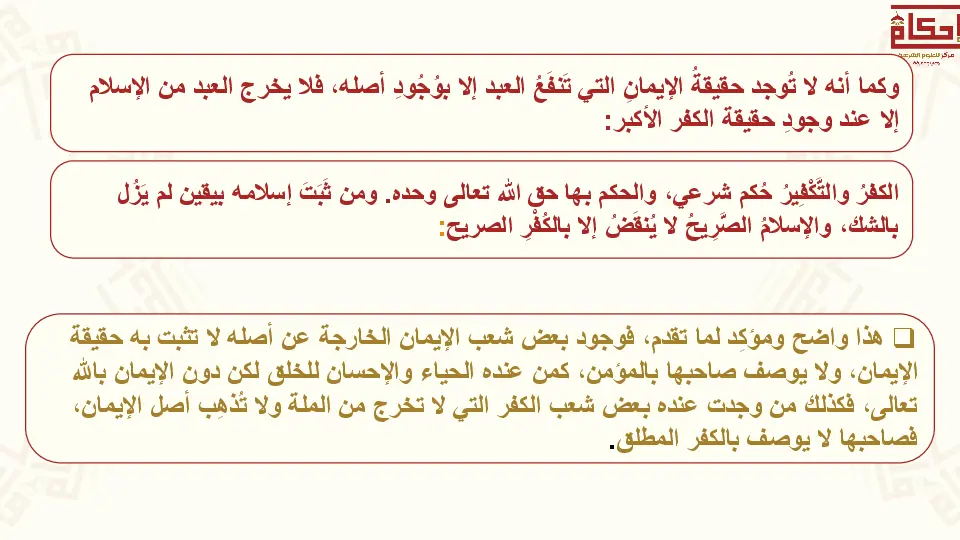 إحكام
مركز للعلوم الشرعية
وكما أنه لا تُوجد حقيقةُ الإيمانِ التي تَنفَعُ العبد إلا بوُجُودِ أصله، فلا يخرج العبد من الإسلام
إلا عند وجودِ حقيقة الكفر الأكبر:
الكفرُ والتَّكْفِيرُ حُكم شرعي، والحكم بها حق الله تعالى وحده. ومن ثَبَتَ إسلامه بيقين لم يَزُل
بالشك، والإسلامُ الصَّرِيحُ لا يُنقَضُ إلا بالكُفْرِ الصريح:
❑ هذا واضح ومؤكِد لما تقدم، فوجود بعض شعب الإيمان الخارجة عن أصله لا تثبت به حقيقة
الإيمان، ولا يوصف صاحبها بالمؤمن، كمن عنده الحياء والإحسان للخلق لكن دون الإيمان بالله
تعالى، فكذلك من وجدت عنده بعض شعب الكفر التي لا تخرج من الملة ولا تُذهِب أصل الإيمان،
فصاحبها لا يوصف بالكفر المطلق.